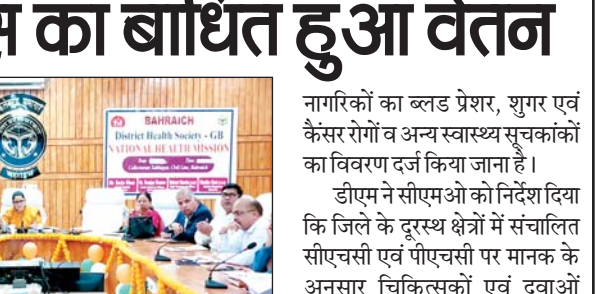 का बाधित हुआ वेतन
BAHRAICH
District Health Society - GB
NATIONAL HEALTH MISSION
नागरिकों का ब्लड प्रेशर, शुगर एवं
कैंसर रोगों व अन्य स्वास्थ्य सूचकांकों
का विवरण दर्ज किया जाना है।
डीएम ने सीएमओ को निर्देश दिया
कि जिले के दूरस्थ क्षेत्रों में संचालित
सीएचसी एवं पीएचसी पर मानक के
अनुसार चिकित्सकों एवं दवाओं